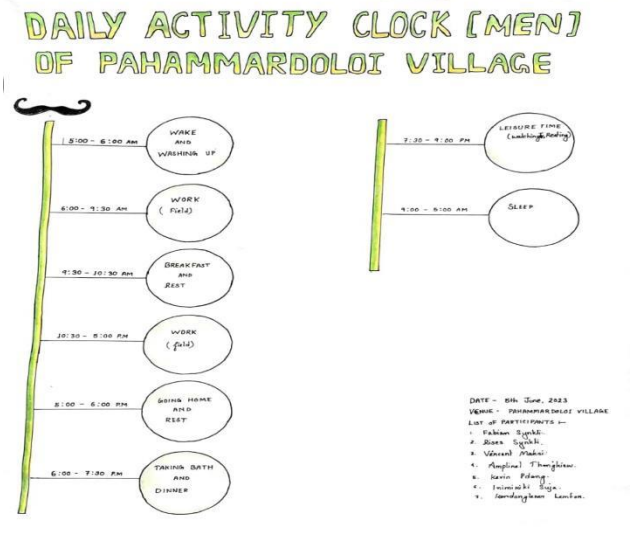 DAILY ACTIVITY CLOCK [MEN]
OF PAHAMMARDOLOI VILLAGE
5:00 - 6:00 AM
WAKE
AND
WASHING UP
6:00 - 9:30 AM
WORK
( Field)
9:30 - 10:30 AM
BREAKFAST
AND
REST
10:30 - 5:00 PM
WORK
( field)
5:00 - 6:00 PM
GOING HOME
AND
REST
6:00 - 7:30 PM
TAKING BATH
AND
DINNER
7:30 - 9:00 PM
LEISURE TIME
9:00 - 5:00 AM
SLEEP
DATE - 8th June, 2023
VENUE - PAHAMMARDOLOI VILLAGE
LIST OF PARTICIPANTS :-
1. Fabian Synkli
2. Rises Synkli
3. Vincent Maksi
4. Amplinal
5. Kevin Pdang
6. Suja
7.